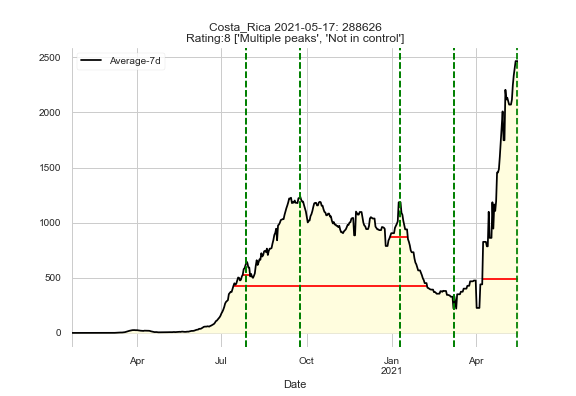 Costa_Rica 2021-05-17: 288626
Rating:8 ['Multiple peaks', 'Not in control']
Average-7d
2500
2000
1500
1000
500
0
Apr
Jul
Oct
Jan
2021
Apr
Date